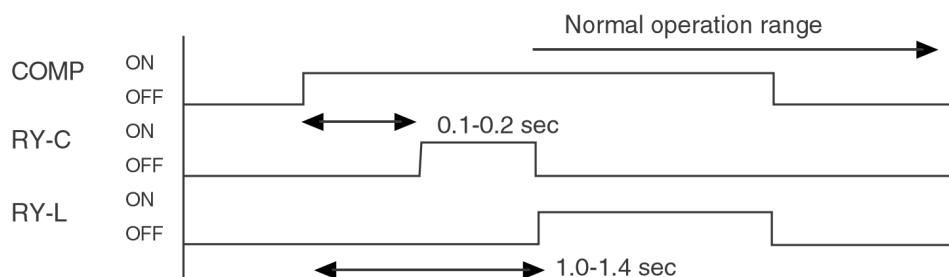 Normal operation range
COMP ON
OFF
0.1-0.2 sec
RY-C ON
OFF
RY-L ON
OFF
1.0-1.4 sec